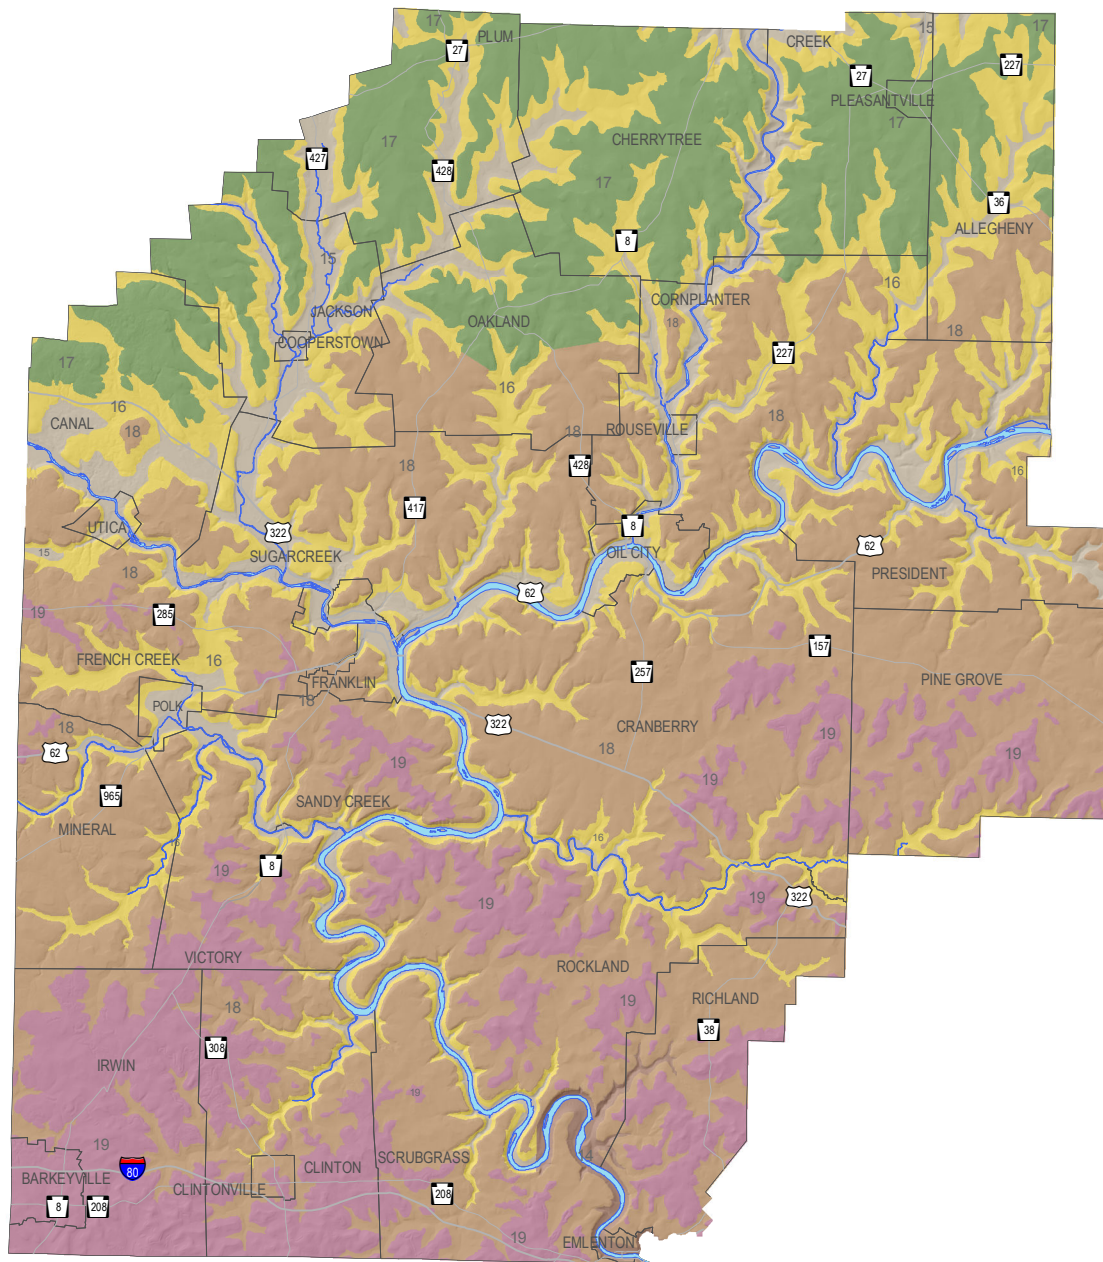 17
15
17
PLUM
27
CREEK
27
227
PLEASANTVILLE
17
CHERRYTREE
17
427
428
17
36
8
ALLEGHENY
15
16
CORNPLANTER
JACKSON
OAKLAND
18
18
COOPERSTOWN
227
17
16
16
CANAL
18
18
18
ROUSEVILLE
18
428
16
417
UTICA
322
8
15
SUGARCREEK
OIL CITY
62
18
PRESIDENT
62
19
285
157
FRENCH CREEK
16
257
FRANKLIN
PINE GROVE
POLK
18
18
322
CRANBERRY
62
18
19
19
19
19
965
SANDY CREEK
MINERAL
16
8
19
322
19
19
VICTORY
ROCKLAND
19
RICHLAND
18
38
308
IRWIN
19
19
14
80
SCRUBGRASS
CLINTON
BARKEYVILLE
CLINTONVILLE
8
208
208
19
EMLENTON